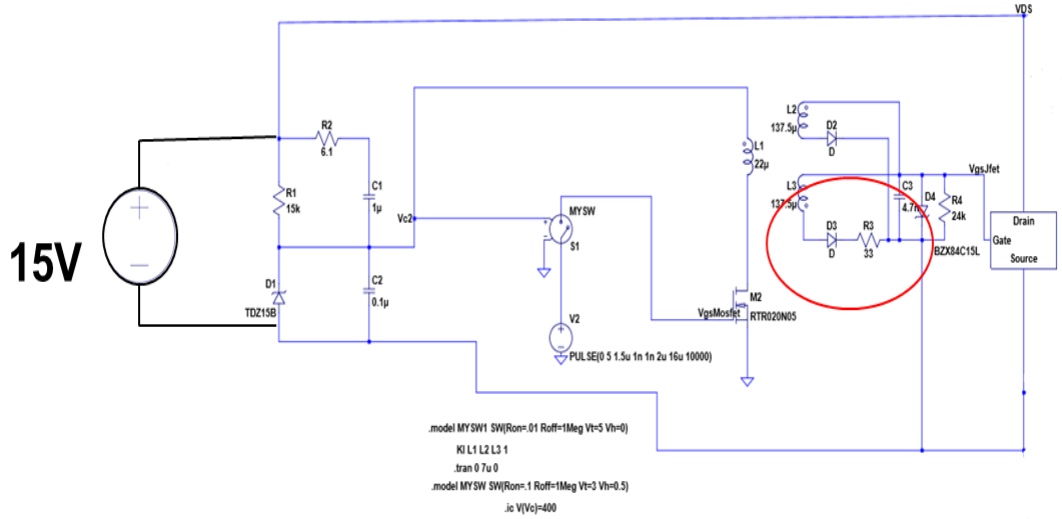 VDS
R2
6.1
L2
137.5µ
D2
D
L1
22µ
R1
15k
C1
1µ
VgsJfet
L3
137.5µ
C3
4.7n
D4
R4
24k
MYSW
Vc2
S1
Drain
Gate
Source
15V
D3
D
R3
33
BZX84C15L
D1
TDZ15B
C2
0.1µ
M2
VgsMosfet
RTR020N05
V2
PULSE(0 5 1.5u 1n 1n 2u 16u 10000)
.model MYSW1 SW(Ron=.01 Roff=1Meg Vt=5 Vh=0)
KI L1 L2 L3 1
.tran 0 7u 0
.model MYSW SW(Ron=.1 Roff=1Meg Vt=3 Vh=0.5)
.ic V(Vc)=400